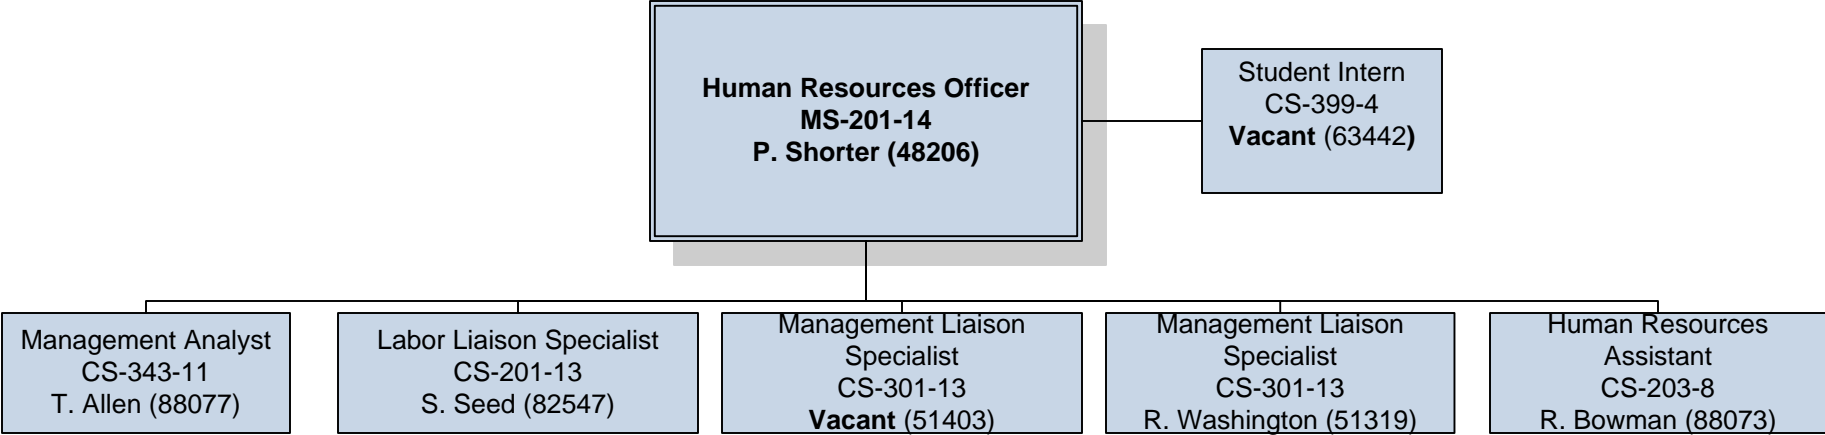 Human Resources Officer
MS-201-14
P. Shorter (48206)
Student Intern
CS-399-4
Vacant (63442)
Management Analyst
CS-343-11
T. Allen (88077)
Labor Liaison Specialist
CS-201-13
S. Seed (82547)
Management Liaison
Specialist
CS-301-13
Vacant (51403)
Management Liaison
Specialist
CS-301-13
R. Washington (51319)
Human Resources
Assistant
CS-203-8
R. Bowman (88073)